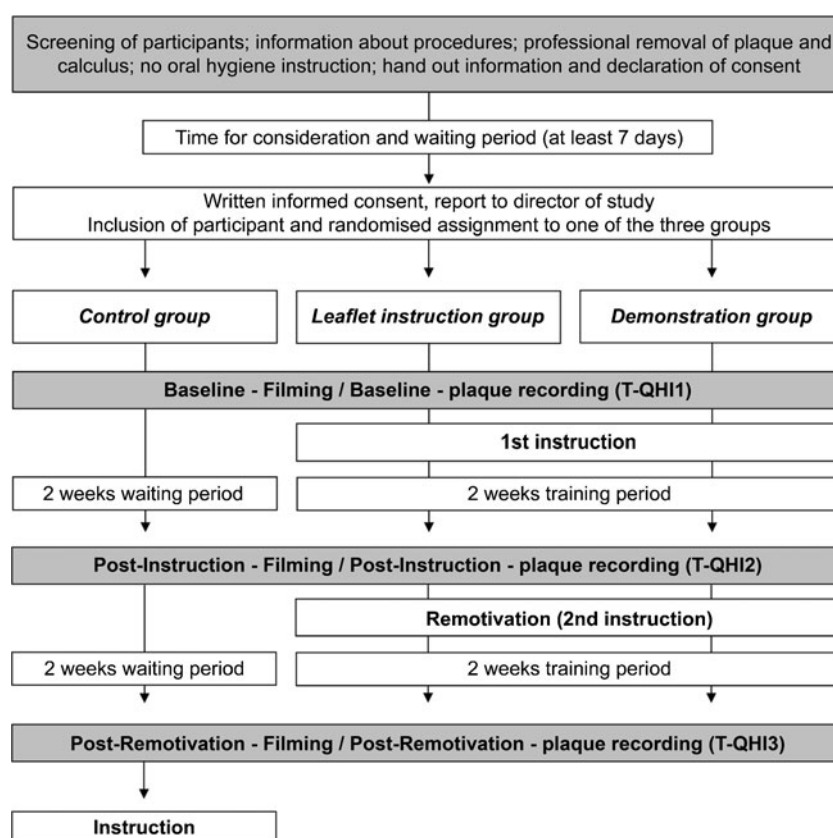 Screening of participants; information about procedures; professional removal of plaque and
calculus; no oral hygiene instruction; hand out information and declaration of consent
Time for consideration and waiting period (at least 7 days)
Written informed consent, report to director of study
Inclusion of participant and randomised assignment to one of the three groups
Control group
Leaflet instruction group
Demonstration group
Baseline - Filming / Baseline - plaque recording (T-QHI1)
1st instruction
2 weeks waiting period
2 weeks training period
Post-Instruction - Filming / Post-Instruction - plaque recording (T-QHI2)
Remotivation (2nd instruction)
2 weeks waiting period
2 weeks training period
Post-Remotivation - Filming / Post-Remotivation - plaque recording (T-QHI3)
Instruction